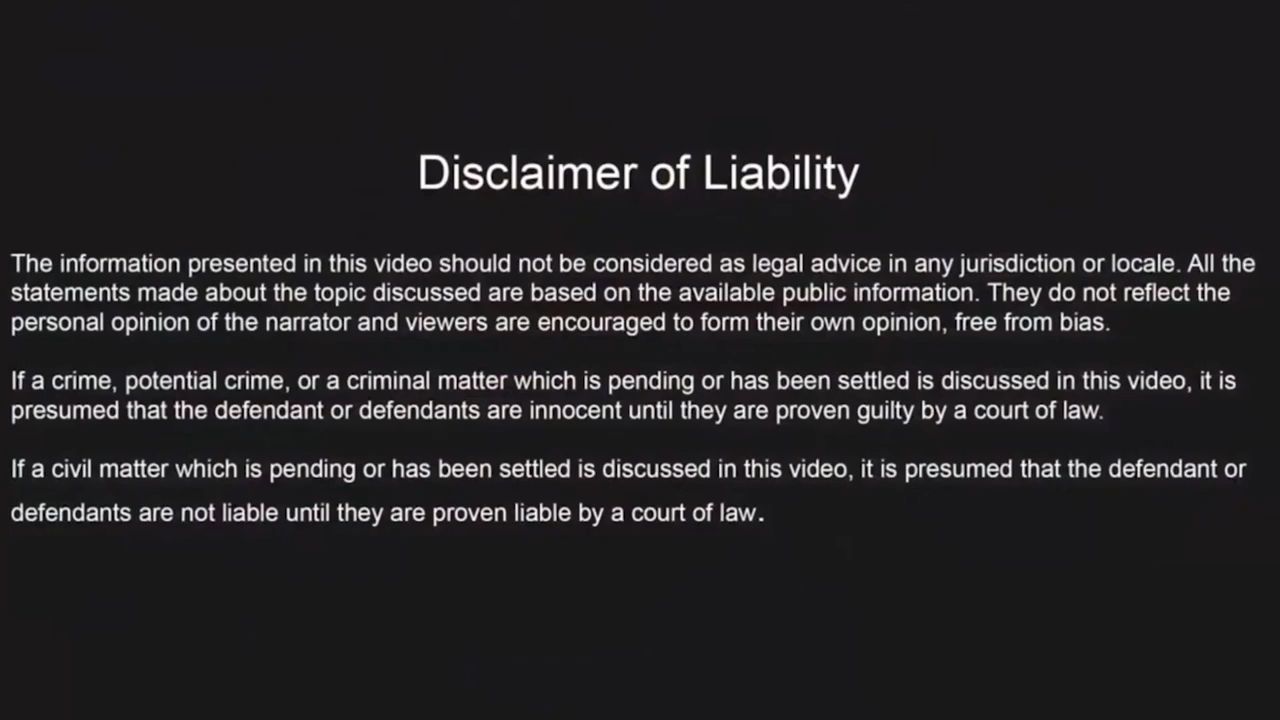 Disclaimer of Liability
The information presented in this video should not be considered as legal advice in any jurisdiction or locale. All the
statements made about the topic discussed are based on the available public information. They do not reflect the
personal opinion of the narrator and viewers are encouraged to form their own opinion, free from bias.
If a crime, potential crime, or a criminal matter which is pending or has been settled is discussed in this video, it is
presumed that the defendant or defendants are innocent until they are proven guilty by a court of law.
If a civil matter which is pending or has been settled is discussed in this video, it is presumed that the defendant or
defendants are not liable until they are proven liable by a court of law.